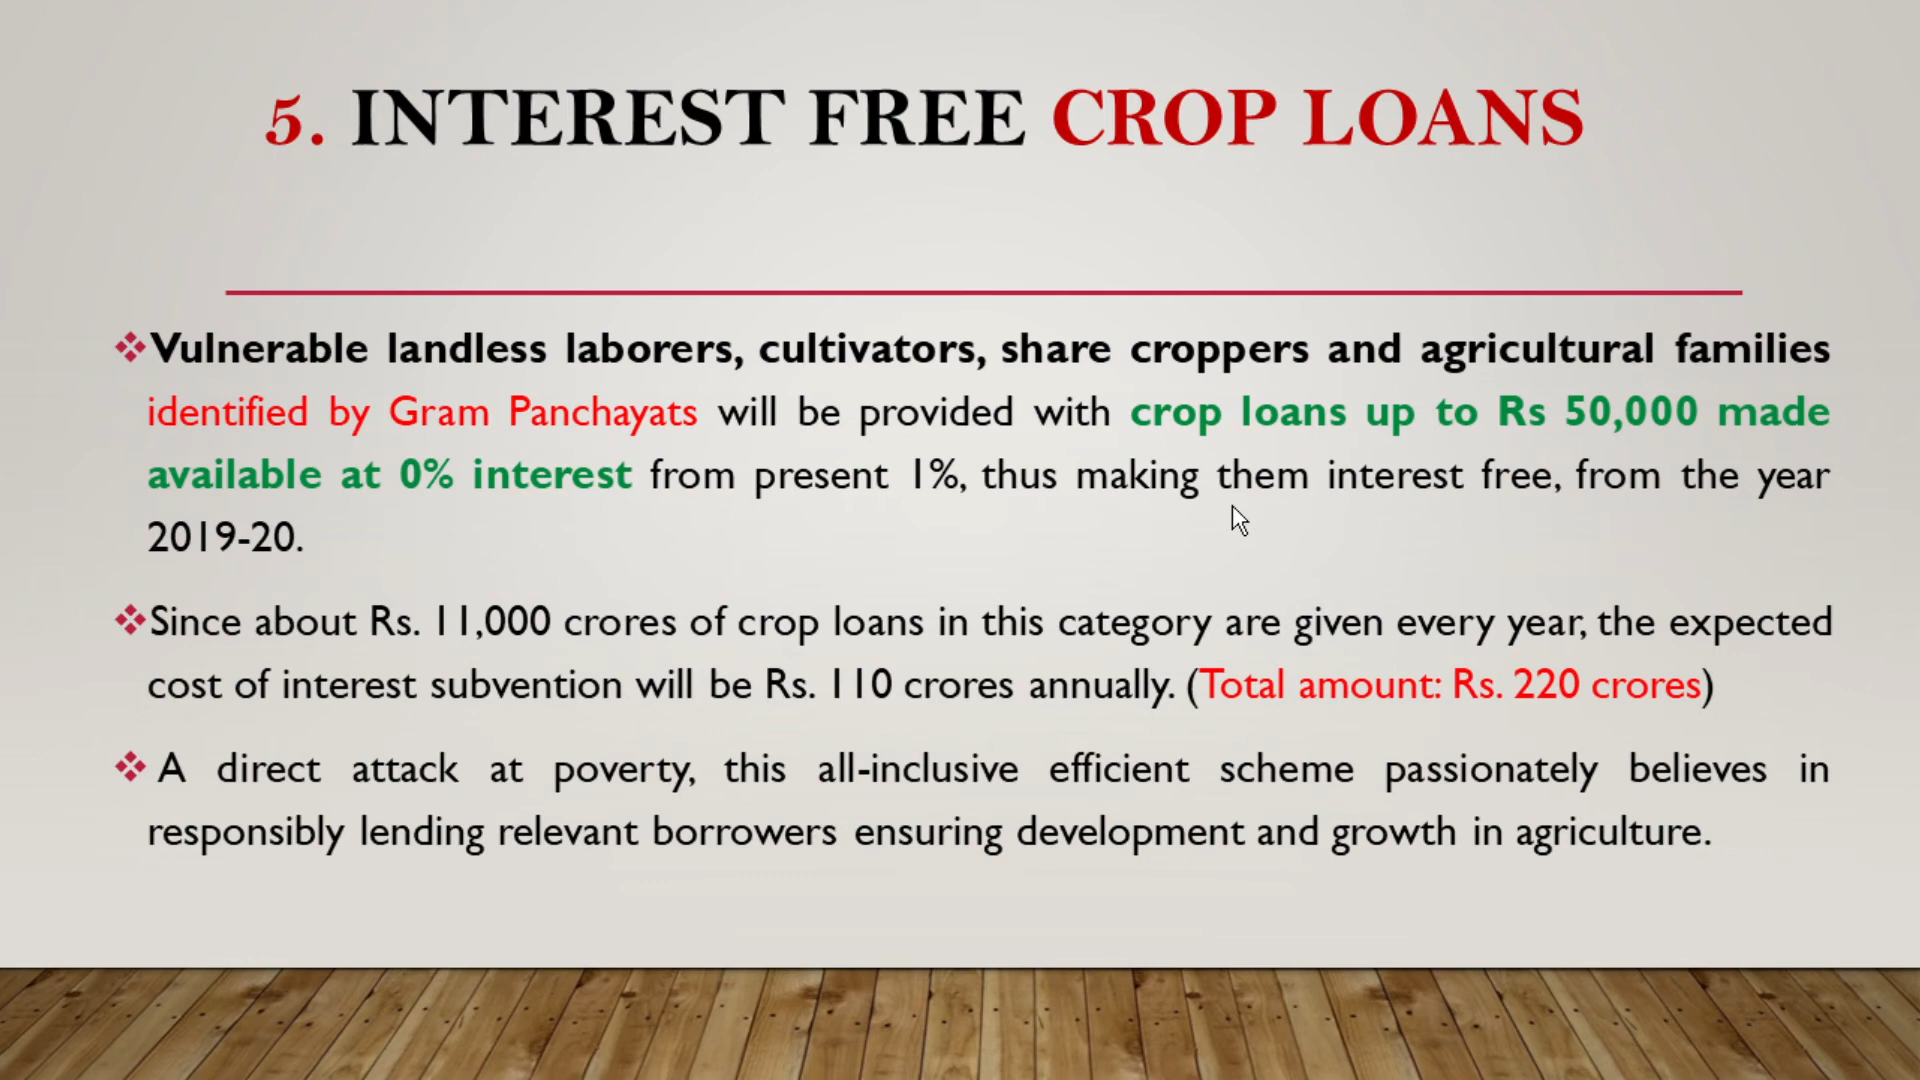 5. INTEREST FREE CROP LOANS
❖Vulnerable landless laborers, cultivators, share croppers and agricultural families
identified by Gram Panchayats will be provided with crop loans up to Rs 50,000 made
available at 0% interest from present 1%, thus making them interest free, from the year
2019-20.
❖Since about Rs. 11,000 crores of crop loans in this category are given every year, the expected
cost of interest subvention will be Rs. 110 crores annually. (Total amount: Rs. 220 crores)
❖ A direct attack at poverty, this all-inclusive efficient scheme passionately believes in
responsibly lending relevant borrowers ensuring development and growth in agriculture.